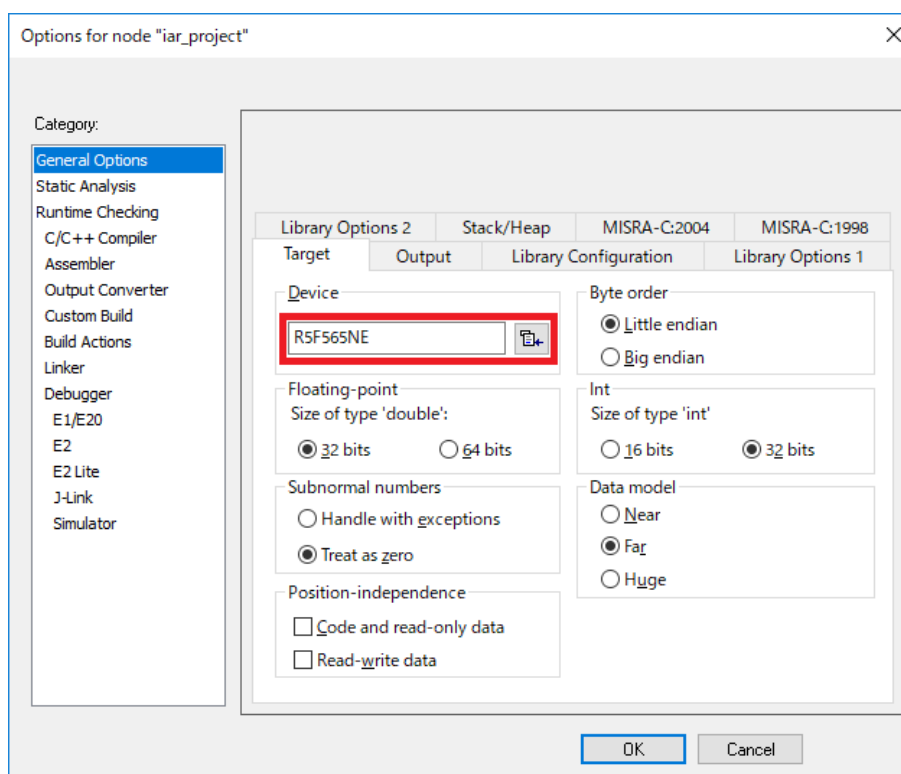 Options for node "iar_project"
Category:
General Options
Static Analysis
Runtime Checking
C/C++ Compiler
Assembler
Output Converter
Custom Build
Build Actions
Linker
Debugger
E1/E20
E2
E2 Lite
J-Link
Simulator
Library Options 2
Stack/Heap
MISRA-C:2004
MISRA-C:1998
Target
Output
Library Configuration
Library Options 1
Device
R5F565NE
Byte order
Little endian
Big endian
Floating-point
Size of type 'double':
32 bits
64 bits
Int
Size of type 'int'
16 bits
32 bits
Subnormal numbers
Handle with exceptions
Treat as zero
Data model
Near
Far
Huge
Position-independence
Code and read-only data
Read-write data
OK
Cancel